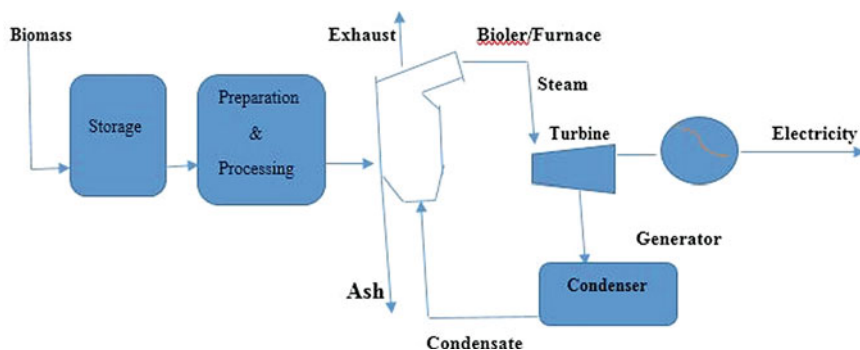 Biomass
Exhaust
Bioler/Furnace
Storage
Preparation
&
Processing
Steam
Turbine
Electricity
Generator
Condenser
Ash
Condensate